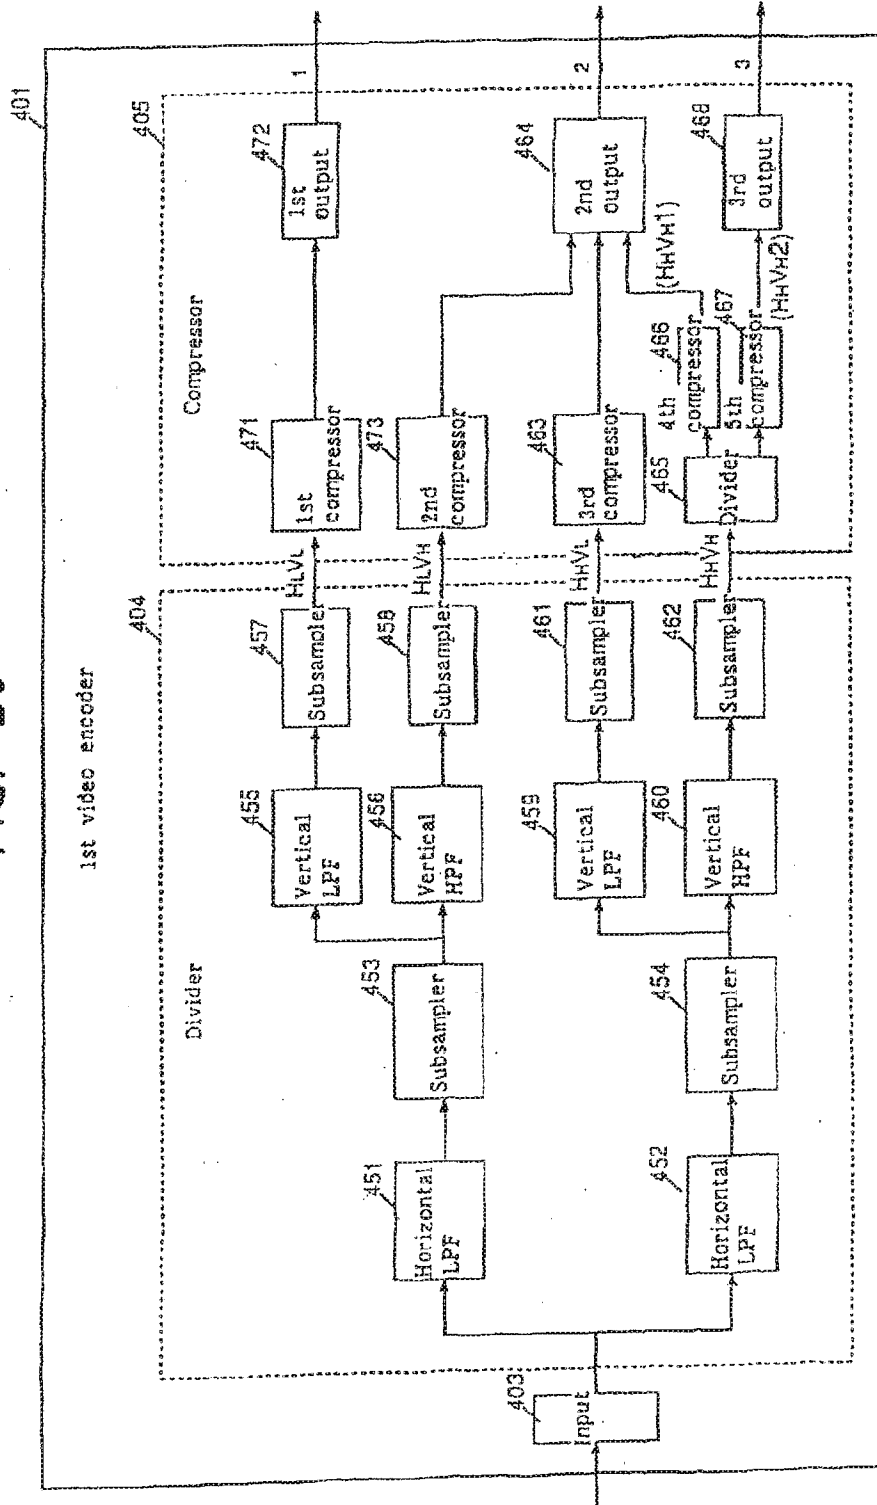 1st video encoder
401
404
Divider
405
Compressor
403
Input
451
Horizontal
LPF
453
Subsampler
455
Vertical
LPF
457
Subsampler
HLVL
471
1st
compressor
472
1st
output
1
456
Vertical
HPF
458
Subsampler
HLVH
473
2nd
compressor
452
Horizontal
LPF
454
Subsampler
459
Vertical
LPF
461
Subsampler
HHVL
463
3rd
compressor
464
2nd
output
2
460
Vertical
HPF
462
Subsampler
HHVH
465
Divider
466
4th
compressor
(HHVH1)
467
5th
compressor
(HHVH2)
468
3rd
output
3